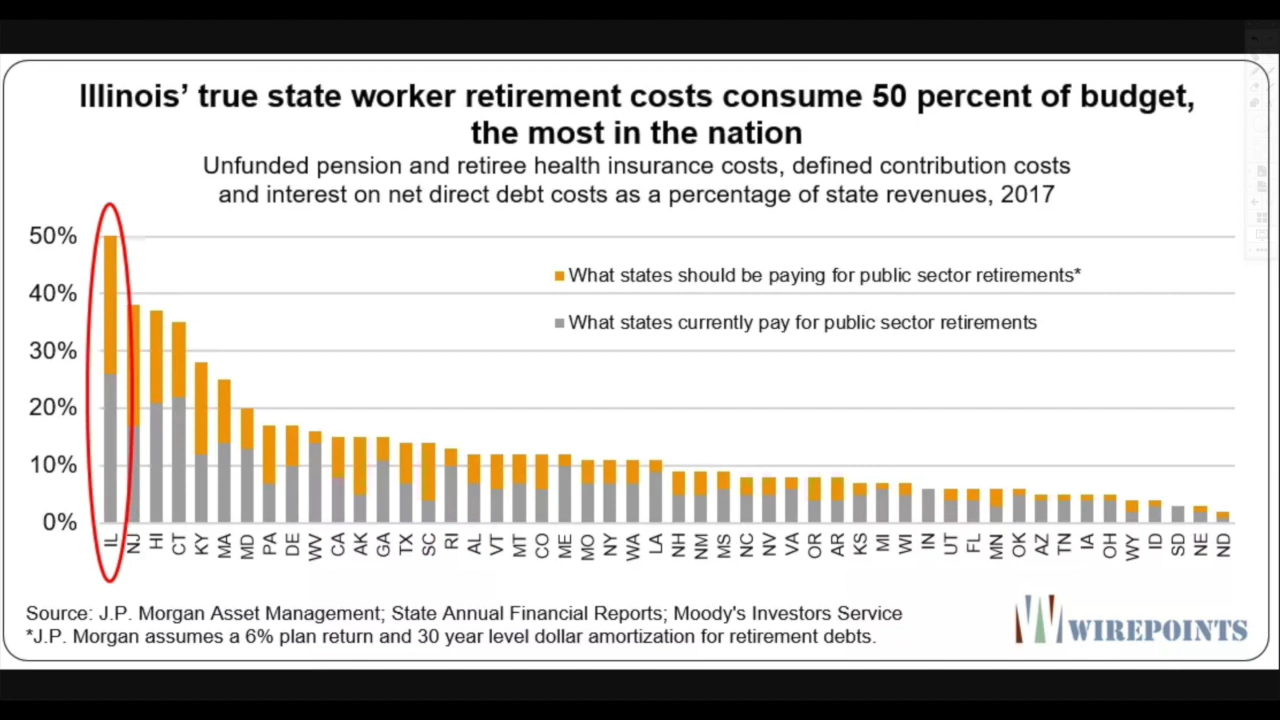 Illinois’ true state worker retirement costs consume 50 percent of budget,
the most in the nation
Unfunded pension and retiree health insurance costs, defined contribution costs
and interest on net direct debt costs as a percentage of state revenues, 2017
50%
What states should be paying for public sector retirements*
40%
What states currently pay for public sector retirements
30%
20%
10%
0%
IL NJ HI CT KY MA MD PA DE WV CA AK GA TX SC RI AL VT MT CO ME MO NY WA LA NH NM MS NC NV VA OR AR KS MI WI IN UT FL MN OK AZ TN IA OH WY ID SD NE ND
Source: J.P. Morgan Asset Management; State Annual Financial Reports; Moody's Investors Service
*J.P. Morgan assumes a 6% plan return and 30 year level dollar amortization for retirement debts.
WIREPOINTS